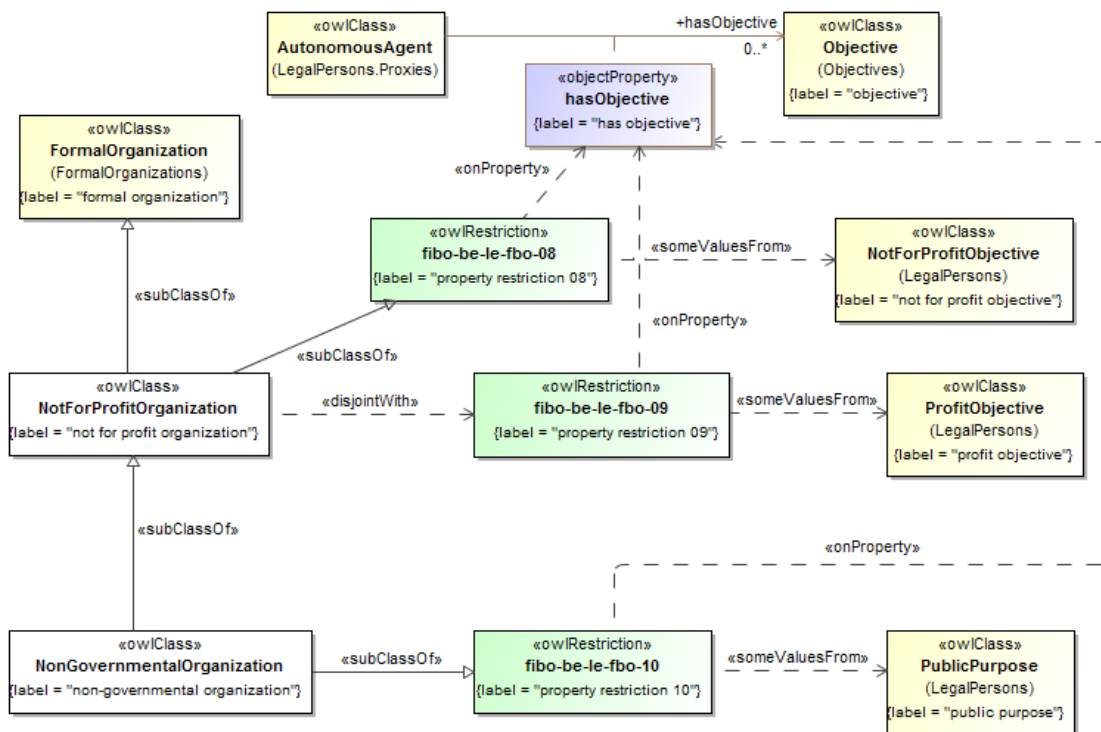 «owlClass»
AutonomousAgent
(LegalPersons.Proxies)
+hasObjective
0..*
«owlClass»
Objective
(Objectives)
{label = "objective"}
«objectProperty»
hasObjective
{label = "has objective"}
«owlClass»
FormalOrganization
(FormalOrganizations)
{label = "formal organization"}
«onProperty»
«owlRestriction»
fibo-be-le-fbo-08
{label = "property restriction 08"}
«someValuesFrom»
«owlClass»
NotForProfitObjective
(LegalPersons)
{label = "not for profit objective"}
«subClassOf»
«onProperty»
«subClassOf»
«owlClass»
NotForProfitOrganization
{label = "not for profit organization"}
«disjointWith»
«owlRestriction»
fibo-be-le-fbo-09
{label = "property restriction 09"}
«someValuesFrom»
«owlClass»
ProfitObjective
(LegalPersons)
{label = "profit objective"}
«subClassOf»
«onProperty»
«owlClass»
NonGovernmentalOrganization
{label = "non-governmental organization"}
«subClassOf»
«owlRestriction»
fibo-be-le-fbo-10
{label = "property restriction 10"}
«someValuesFrom»
«owlClass»
PublicPurpose
(LegalPersons)
{label = "public purpose"}